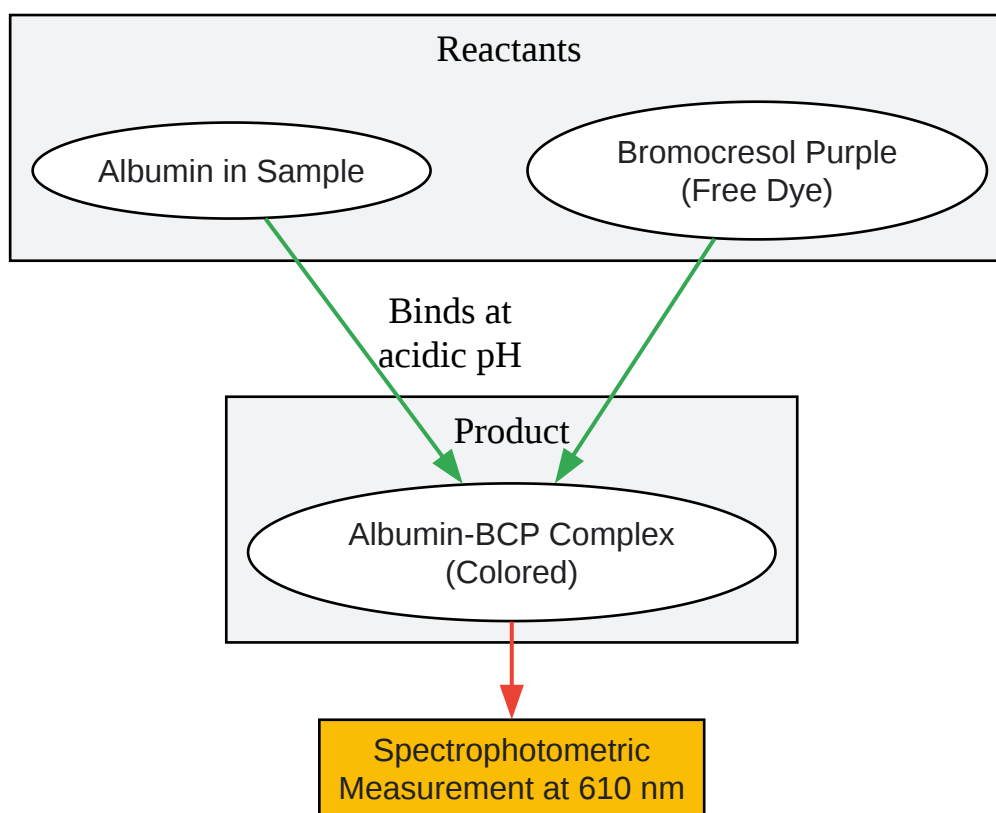 Reactants
Albumin in Sample
Bromocresol Purple
(Free Dye)
Binds at
acidic pH
Product
Albumin-BCP Complex
(Colored)
Spectrophotometric
Measurement at 610 nm